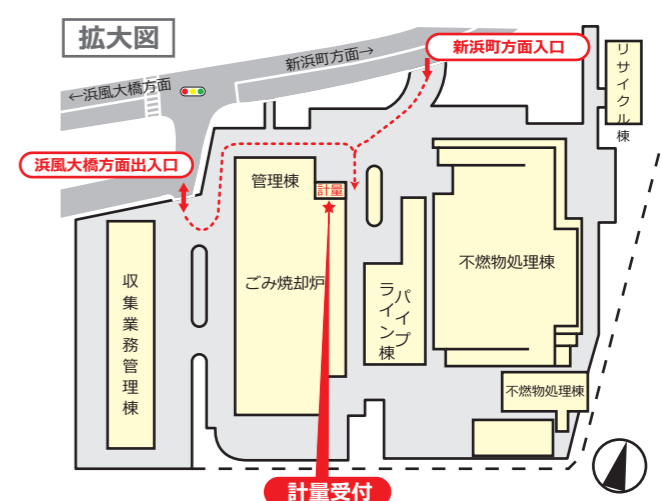 拡大図
新浜町方面→
新浜町方面入口
←浜風大橋方面
リサイクル棟
浜風大橋方面出入口
管理棟
計量
ごみ焼却炉
収集業務管理棟
パイプ
ライン棟
不燃物処理棟
不燃物処理棟
計量受付